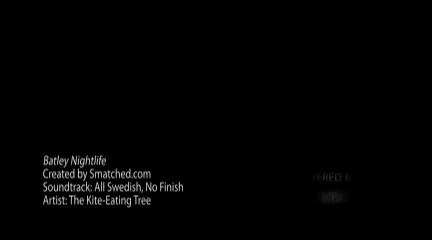 Batley Nightlife
Created by Smatched.com
Soundtrack: All Swedish, No Finish
Artist: The Kite-Eating Tree